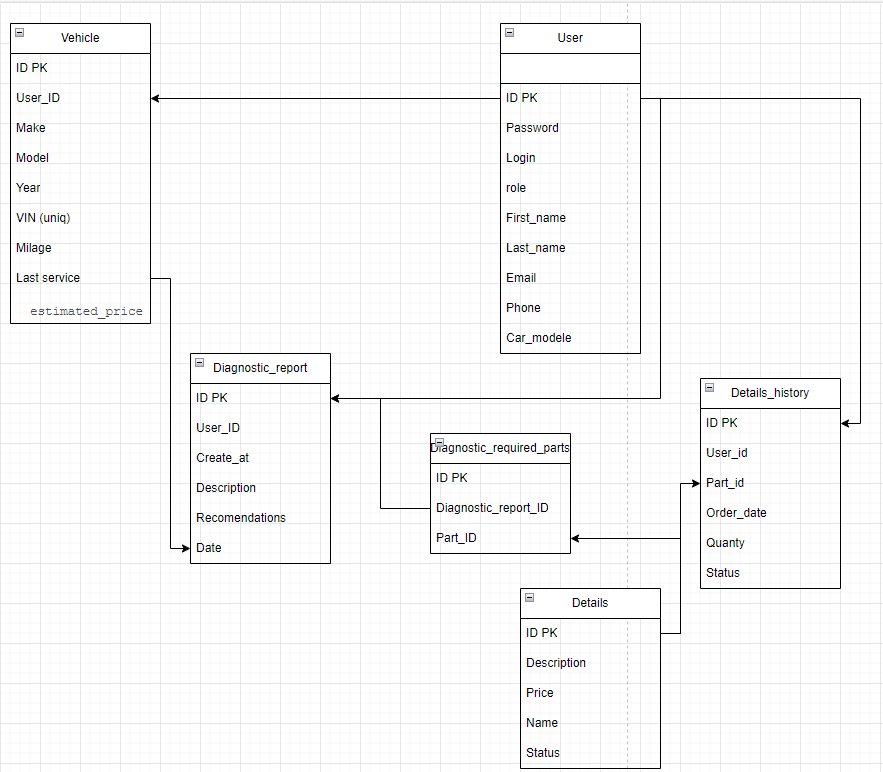 Vehicle
ID PK
User_ID
Make
Model
Year
VIN (uniq)
Milage
Last service
estimated_price
User
ID PK
Password
Login
role
First_name
Last_name
Email
Phone
Car_modele
Diagnostic_report
ID PK
User_ID
Create_at
Description
Recomendations
Date
Diagnostic_required_parts
ID PK
Diagnostic_report_ID
Part_ID
Details_history
ID PK
User_id
Part_id
Order_date
Quanty
Status
Details
ID PK
Description
Price
Name
Status